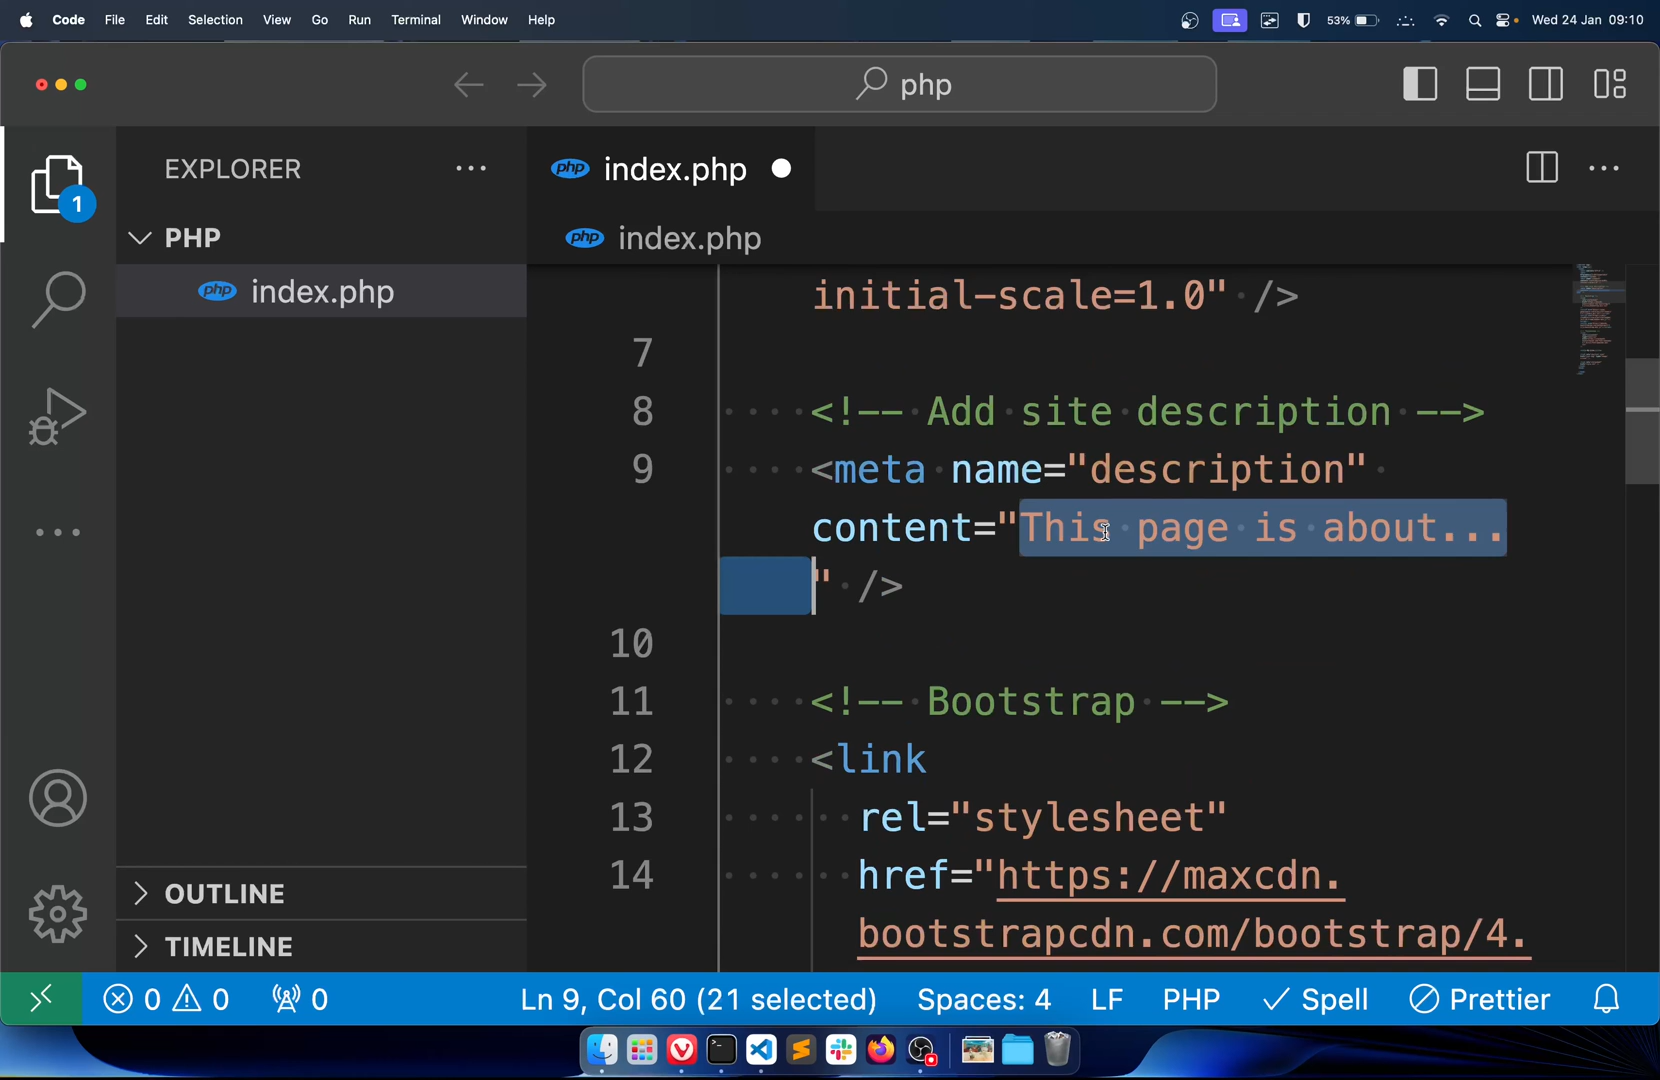 Code File Edit Selection View Go Run Terminal Window Help 53% Wed 24 Jan 09:10
php
EXPLORER
php index.php
1
PHP
php index.php
php index.php
initial-scale=1.0" />
7
8 <!-- Add site description -->
9 <meta name="description"
content="This page is about...
" />
10
11 <!-- Bootstrap -->
12 <link
13 rel="stylesheet"
14 href="https://maxcdn.
bootstrapcdn.com/bootstrap/4.
OUTLINE
TIMELINE
0 0 0 Ln 9, Col 60 (21 selected) Spaces: 4 LF PHP Spell Prettier